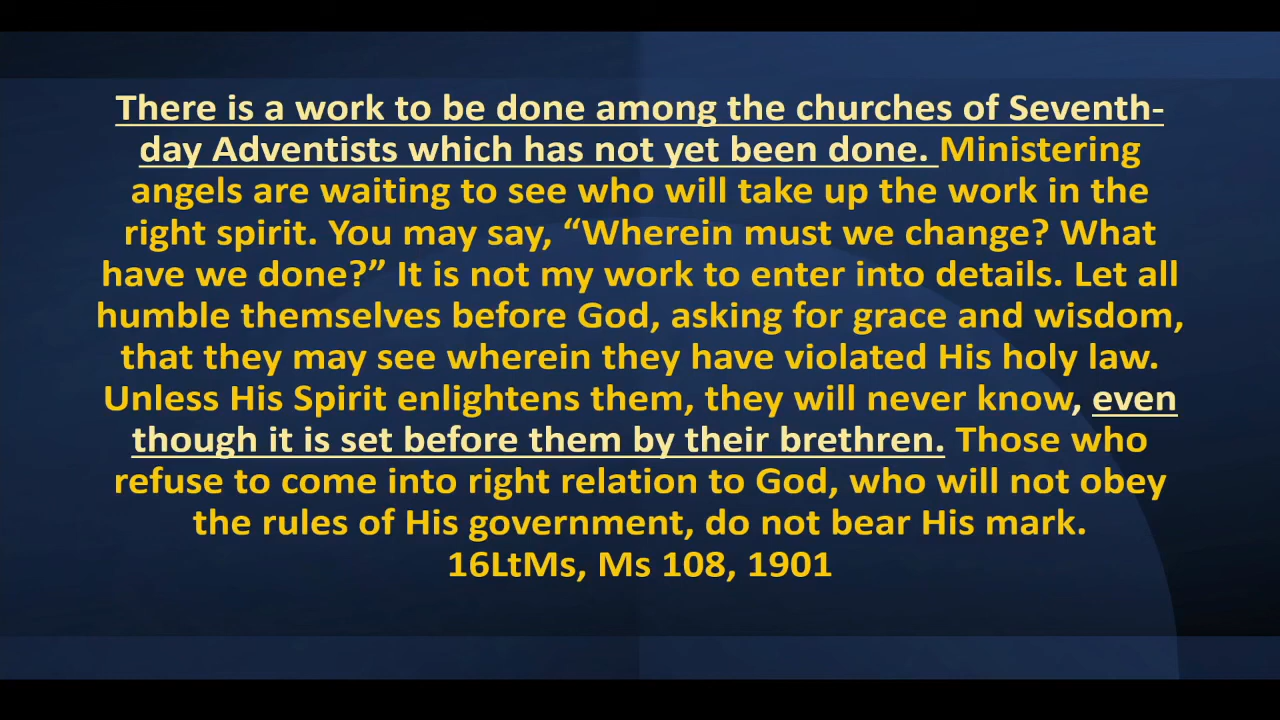 There is a work to be done among the churches of Seventh-
day Adventists which has not yet been done. Ministering
angels are waiting to see who will take up the work in the
right spirit. You may say, “Wherein must we change? What
have we done?” It is not my work to enter into details. Let all
humble themselves before God, asking for grace and wisdom,
that they may see wherein they have violated His holy law.
Unless His Spirit enlightens them, they will never know, even
though it is set before them by their brethren. Those who
refuse to come into right relation to God, who will not obey
the rules of His government, do not bear His mark.
16LtMs, Ms 108, 1901